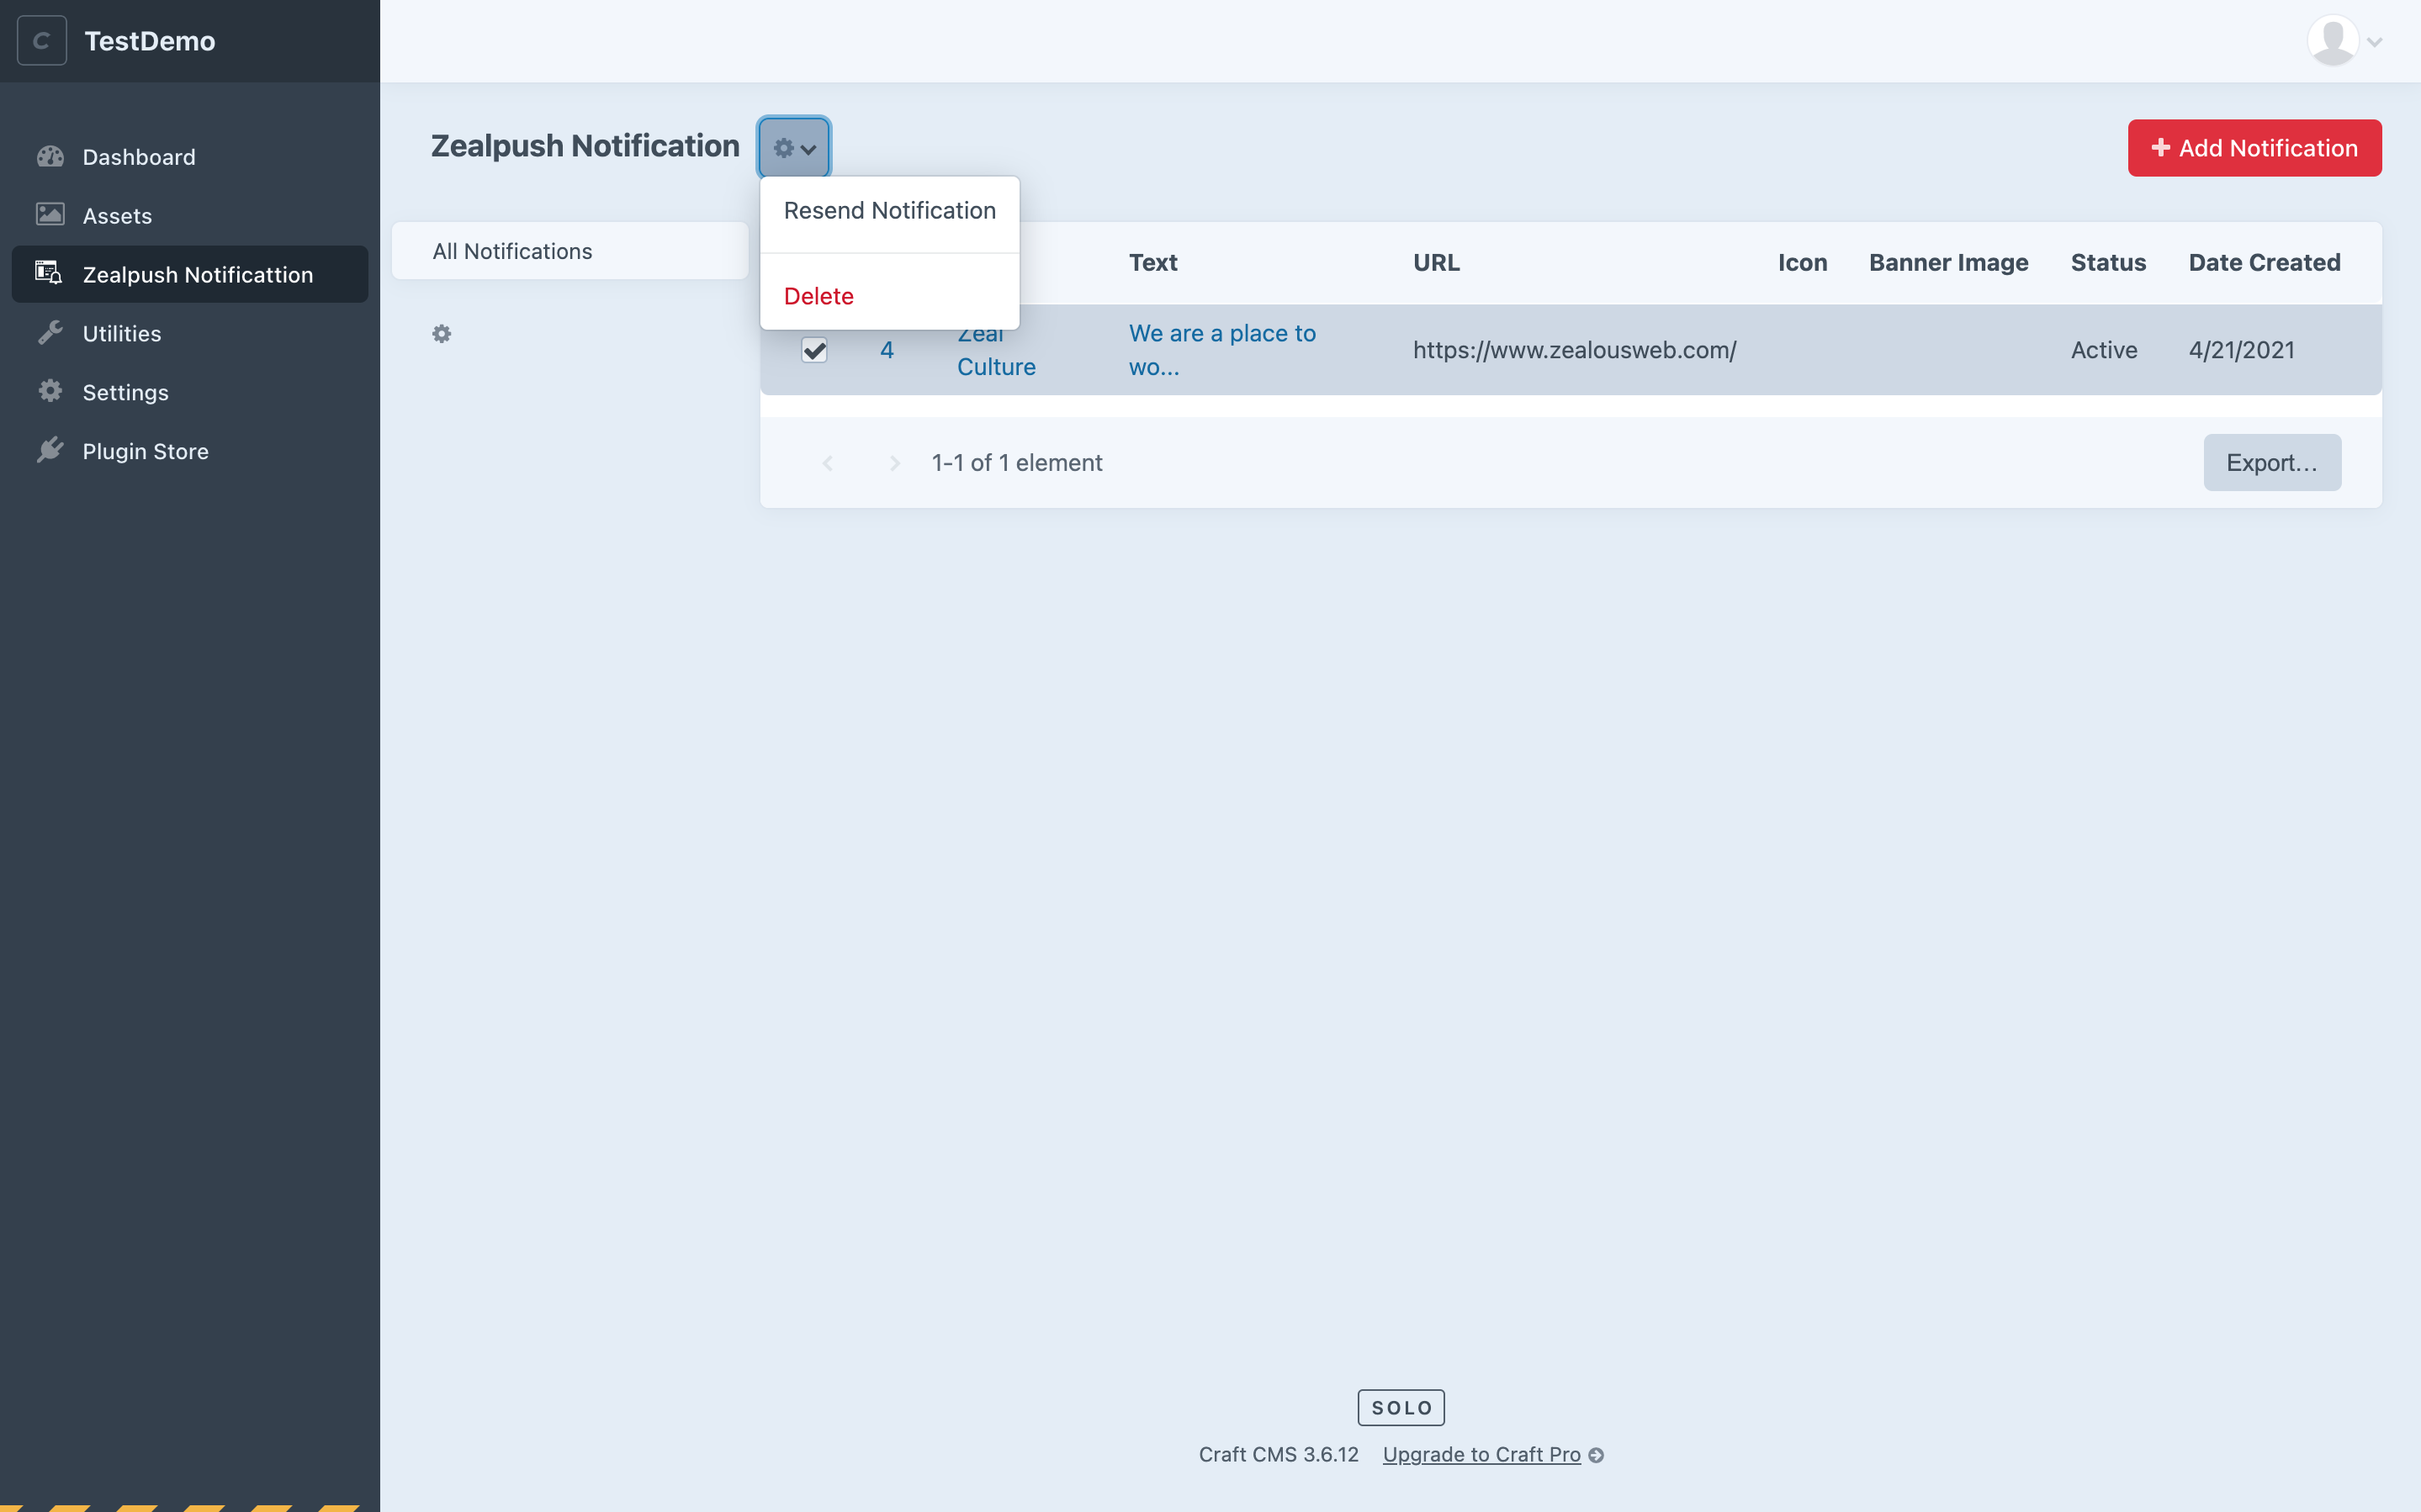 C TestDemo
Dashboard
Assets
Zealpush Notificattion
Utilities
Settings
Plugin Store
Zealpush Notification
Add Notification
Resend Notification
Delete
All Notifications
Text URL Icon Banner Image Status Date Created
4 Zeal Culture We are a place to wo... https://www.zealousweb.com/ Active 4/21/2021
1-1 of 1 element
Export…
SOLO
Craft CMS 3.6.12 Upgrade to Craft Pro